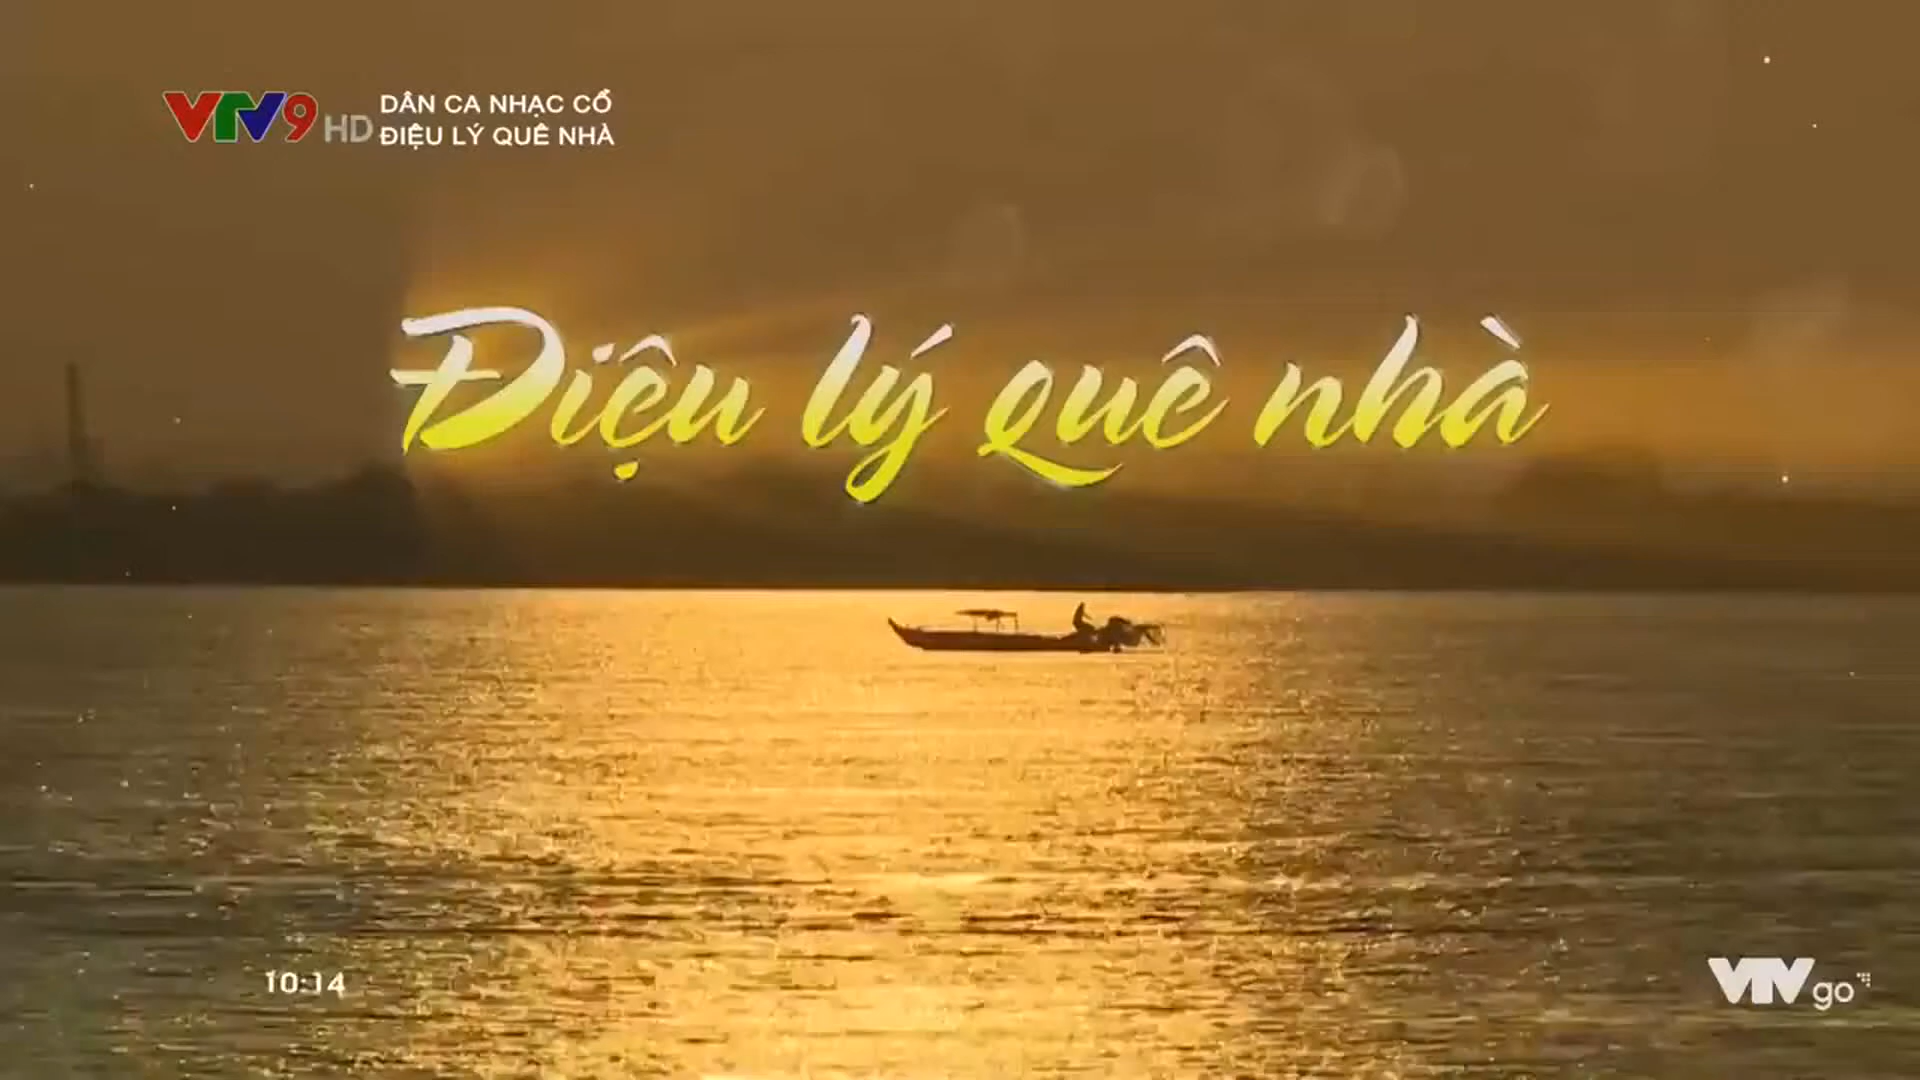 VTV9 HD
DÂN CA NHẠC CỔ
ĐIỆU LÝ QUÊ NHÀ
Điệu lý quê nhà
10:14
VTVgo